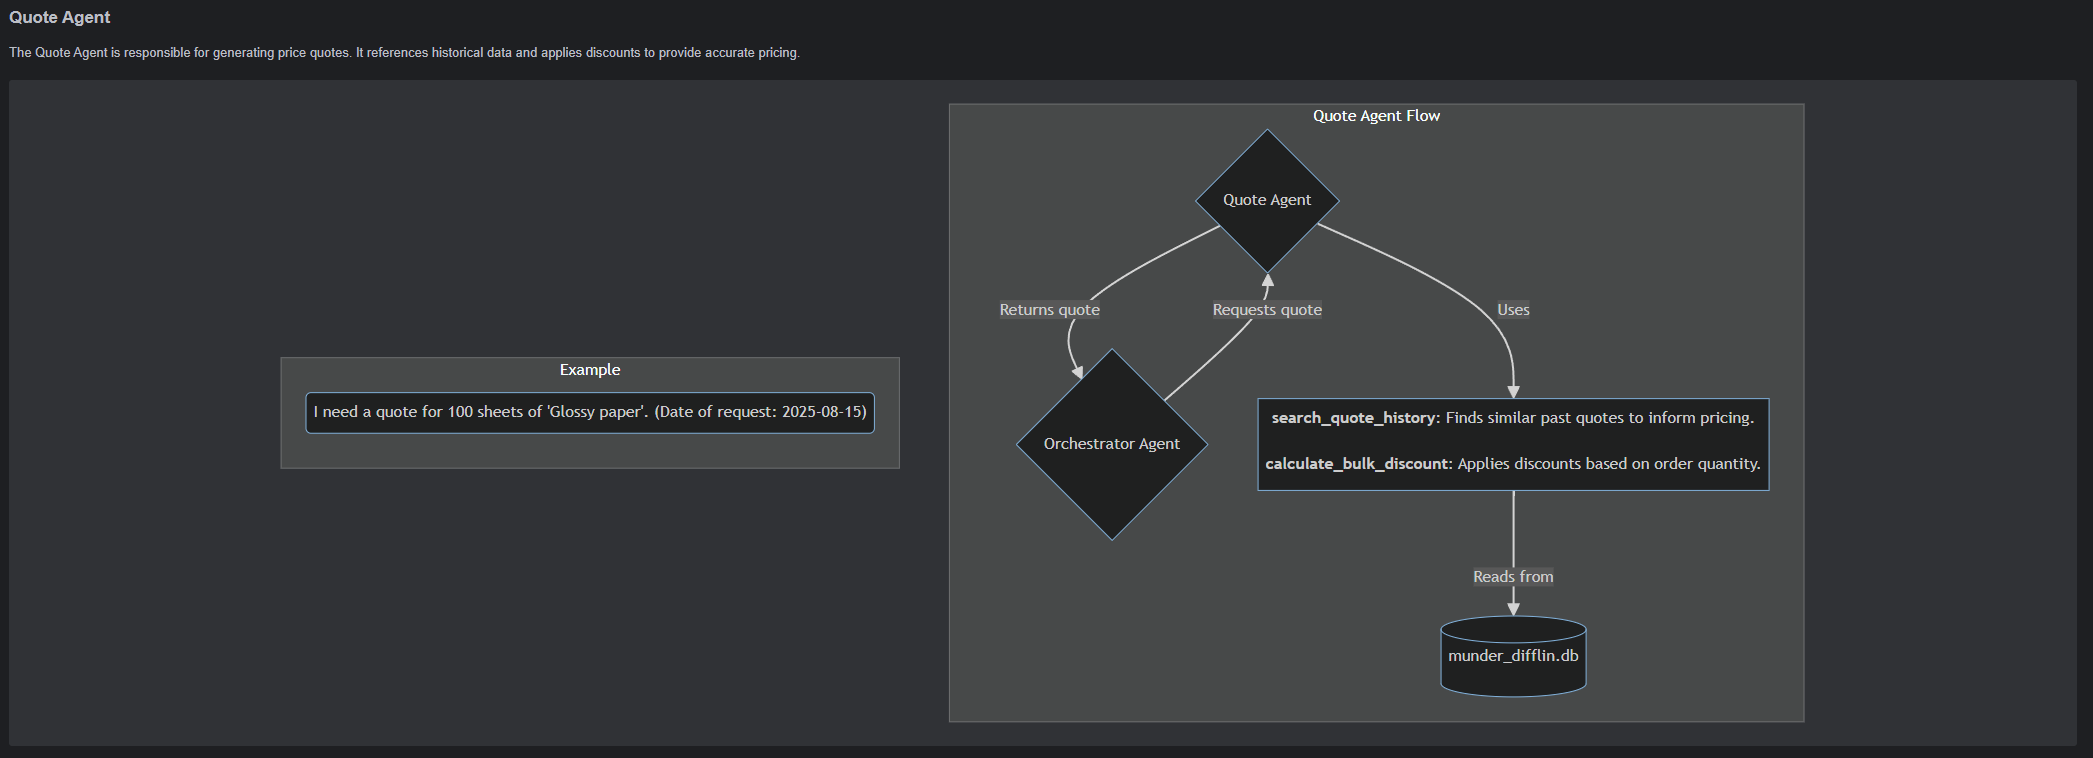 Quote Agent
The Quote Agent is responsible for generating price quotes. It references historical data and applies discounts to provide accurate pricing.
Quote Agent Flow
Quote Agent
Returns quote
Requests quote
Uses
Example
I need a quote for 100 sheets of 'Glossy paper'. (Date of request: 2025-08-15)
Orchestrator Agent
search_quote_history: Finds similar past quotes to inform pricing.
calculate_bulk_discount: Applies discounts based on order quantity.
Reads from
munder_difflin.db